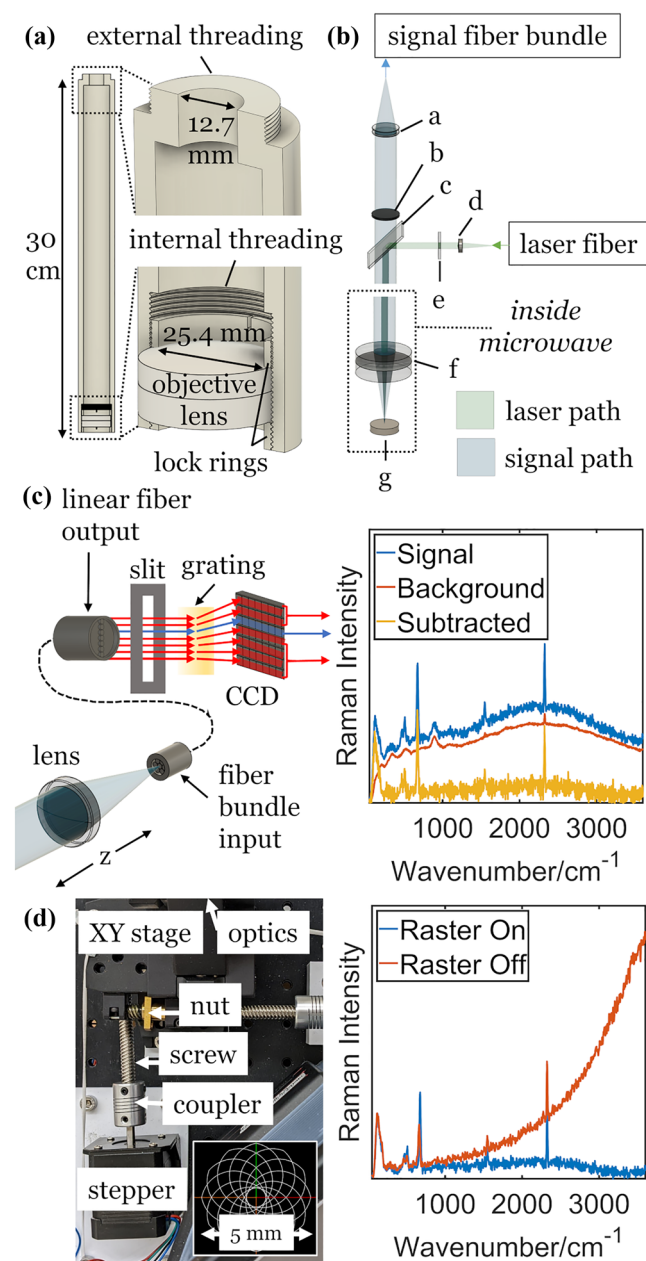 (a)
external threading
12.7
mm
30
cm
internal threading
25.4 mm
objective
lens
lock rings
(b)
signal fiber bundle
a
b
c
d
laser fiber
e
inside
microwave
f
laser path
signal path
g
(c)
linear fiber
output
slit
grating
CCD
lens
fiber
bundle
input
z
Raman Intensity
Signal
Background
Subtracted
1000 2000 3000
Wavenumber/cm⁻¹
(d)
XY stage
optics
nut
screw
coupler
stepper
5 mm
Raman Intensity
Raster On
Raster Off
1000 2000 3000
Wavenumber/cm⁻¹